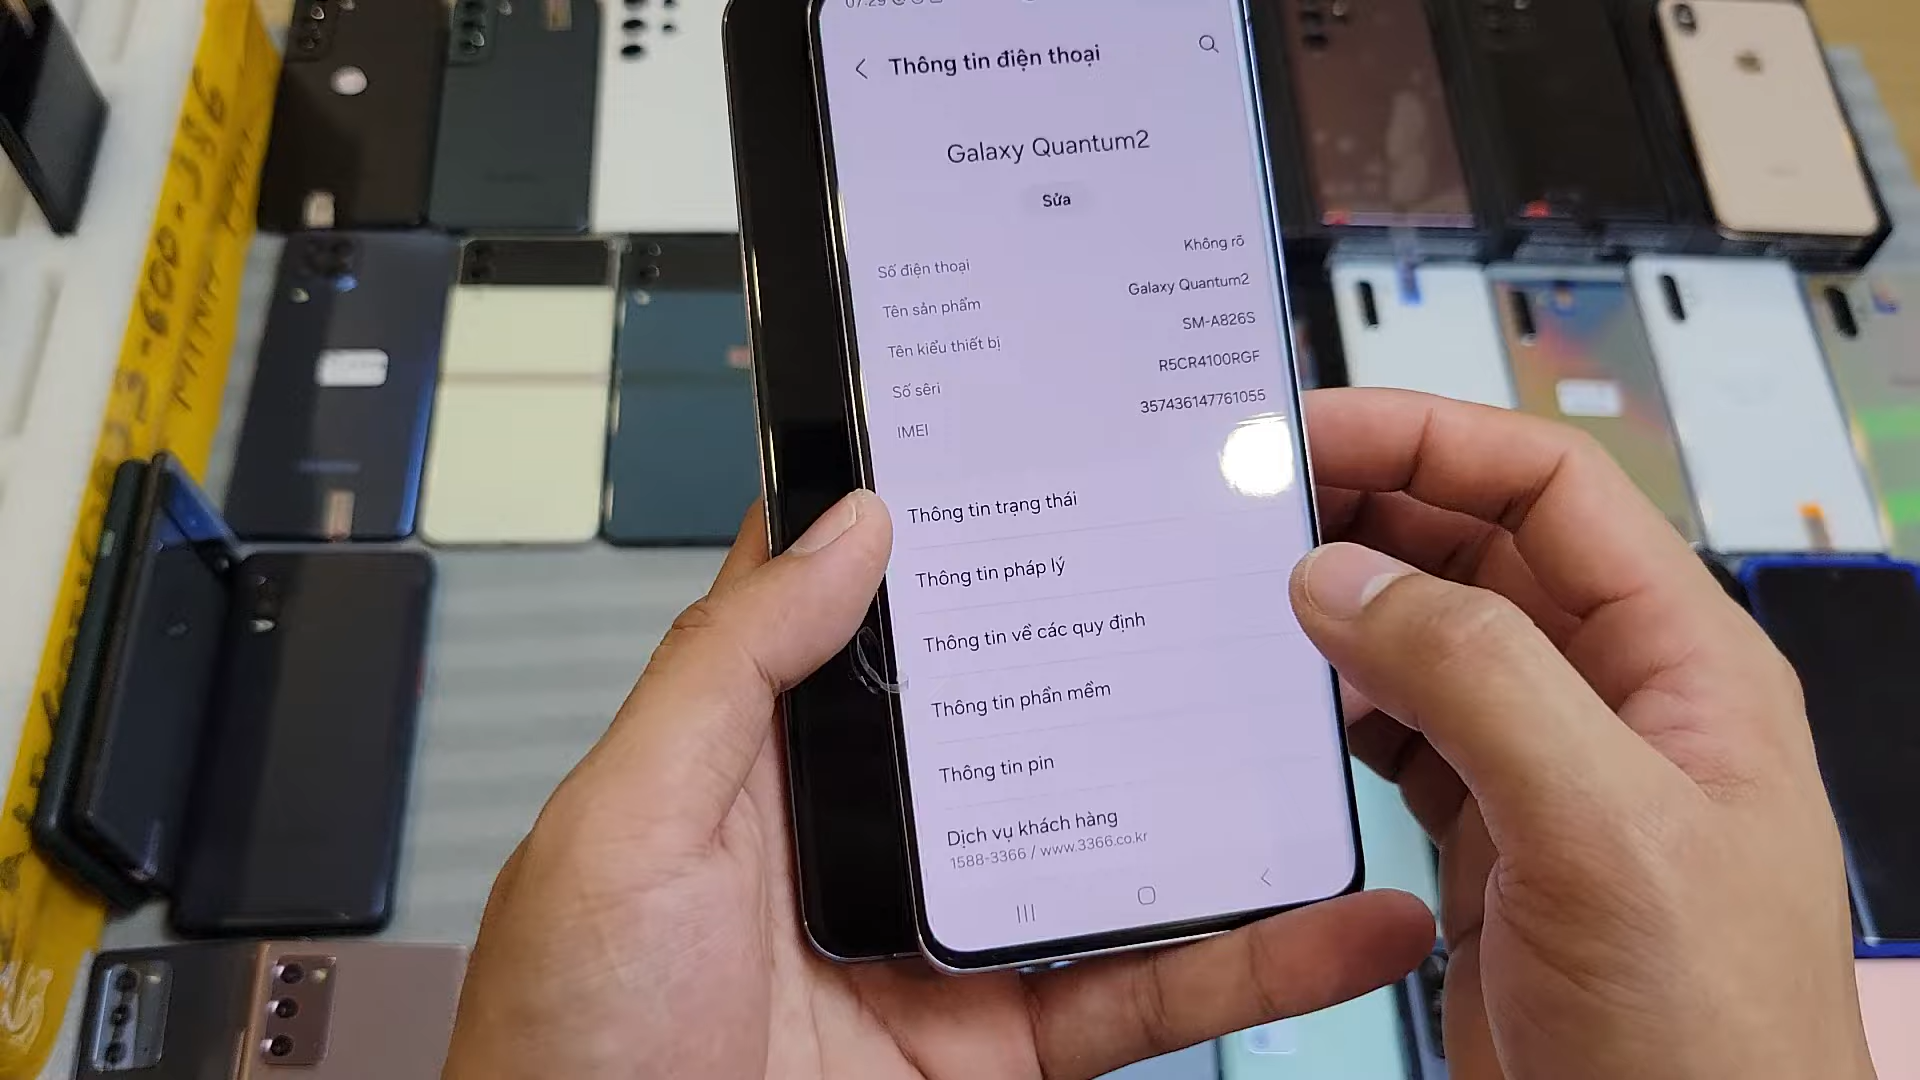 07:29
Thông tin điện thoại
Galaxy Quantum2
Sửa
Số điện thoại Không rõ
Tên sản phẩm Galaxy Quantum2
Tên kiểu thiết bị SM-A826S
Số sêri R5CR4100RGF
IMEI 357436147761055
Thông tin trạng thái
Thông tin pháp lý
Thông tin về các quy định
Thông tin phần mềm
Thông tin pin
Dịch vụ khách hàng
1588-3366 / www.3366.co.kr